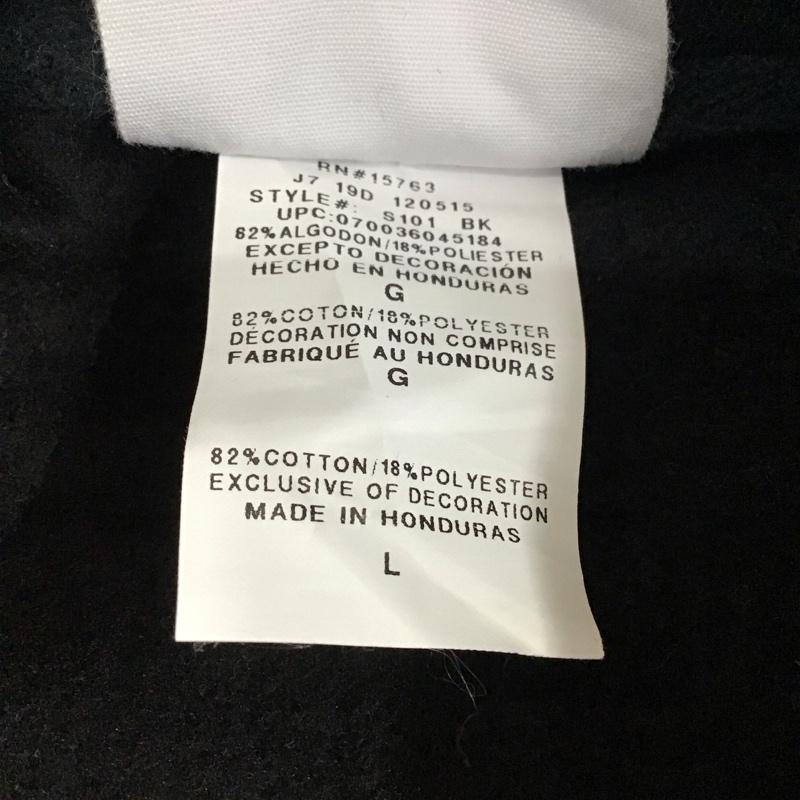 RN#15763
J7 19D 120515
STYLE#: S101 BK
UPC:070036045184
82%ALGODON/18%POLIESTER
EXCEPTO DECORACIÓN
HECHO EN HONDURAS
G
82%COTON/18%POLYESTER
DÉCORATION NON COMPRISE
FABRIQUÉ AU HONDURAS
G
82%COTTON/18%POLYESTER
EXCLUSIVE OF DECORATION
MADE IN HONDURAS
L